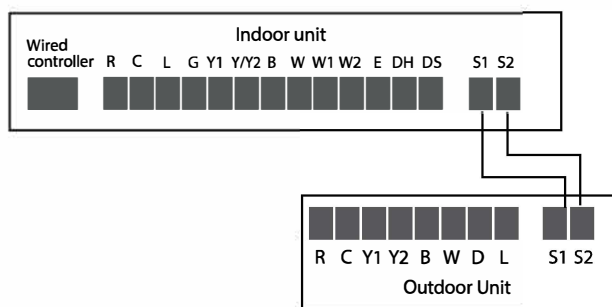 Indoor unit
Wired
controller R C L G Y1 Y/Y2 B W W1 W2 E DH DS S1 S2
R C Y1 Y2 B W D L S1 S2
Outdoor Unit